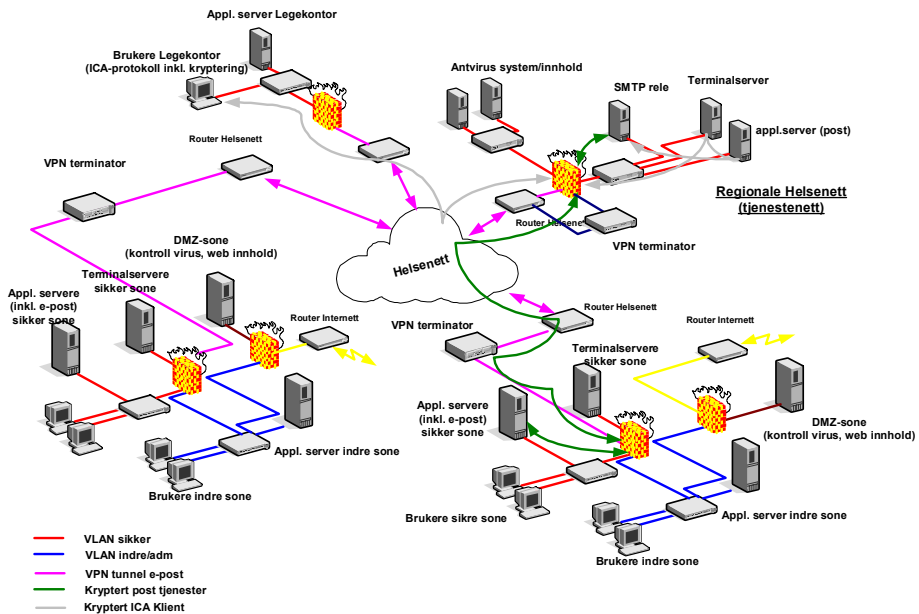 Appl. server Legekontor
Brukere Legekontor
(ICA-protokoll inkl. kryptering)
Antvirus system/innhold
SMTP rele
Terminalserver
appl.server (post)
Router Helsenett
VPN terminator
Regionale Helsenett
(tjenestenett)
Router Helsene
VPN terminator
Helsenett
DMZ-sone
(kontroll virus, web innhold)
Terminalservere
sikker sone
Appl. servere
(inkl. e-post)
sikker sone
Router Internett
Router Helsenett
VPN terminator
Router Internett
Terminalservere
sikker sone
Appl. servere
(inkl. e-post)
sikker sone
DMZ-sone
(kontroll virus, web innhold)
Appl. server indre sone
Brukere indre sone
Brukere sikre sone
Appl. server indre sone
Brukere indre sone
VLAN sikker
VLAN indre/adm
VPN tunnel e-post
Kryptert post tjenester
Kryptert ICA Klient